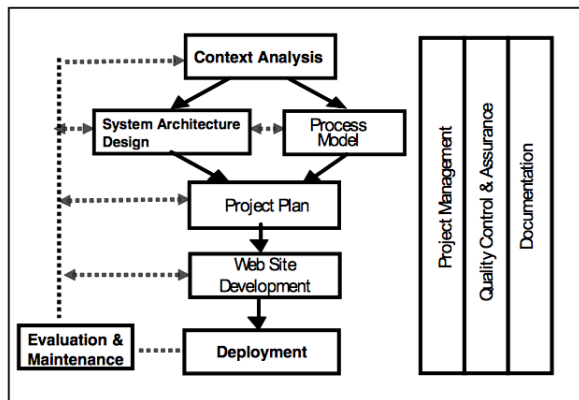 Context Analysis
System Architecture
Design
Process
Model
Project Plan
Web Site
Development
Evaluation &
Maintenance
Deployment
Project Management
Quality Control & Assurance
Documentation